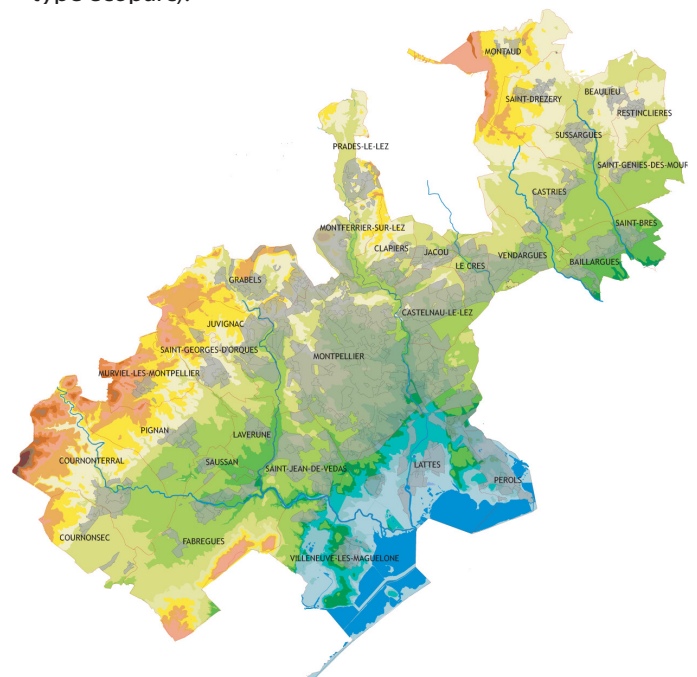 type écoparc).
MONTAUD
SAINT-DREZERY
BEAULIEU
RESTINCLIERES
SUSSARGUES
PRADES-LE-LEZ
SAINT-GENIES-DES-MOUR
CASTRIES
MONTFERRIER-SUR-LEZ
SAINT-BRES
CLAPIERS
JACOU
VENDARGUES
LE CRES
BAILLARGUES
GRABELS
CASTELNAU-LE-LEZ
JUVIGNAC
SAINT-GEORGES-D'ORQUES
MONTPELLIER
MURVIEL-LES-MONTPELLIER
PIGNAN
LAVERUNE
COURNONTERRAL
SAUSSAN
SAINT-JEAN-DE-VEDAS
LATTES
PEROLS
COURNONSEC
FABREGUES
VILLENEUVE-LES-MAGUELONE